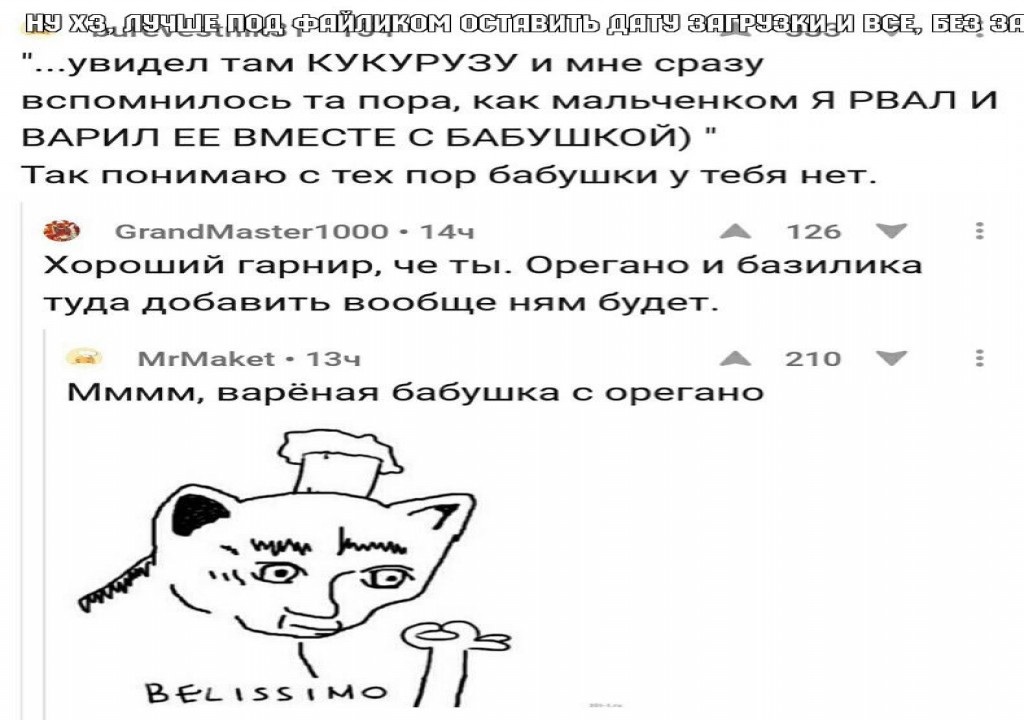 НУ ХЗ, ЛУЧШЕ ПОД ФАЙЛИКОМ ОСТАВИТЬ ДАТУ ЗАГРУЗКИ И ВСЕ, БЕЗ ЗА
"...увидел там КУКУРУЗУ и мне сразу
вспомнилось та пора, как мальченком Я РВАЛ И
ВАРИЛ ЕЕ ВМЕСТЕ С БАБУШКОЙ) "
Так понимаю с тех пор бабушки у тебя нет.
GrandMaster1000 • 14ч 126
Хороший гарнир, че ты. Орегано и базилика
туда добавить вообще ням будет.
MrMaket • 13ч 210
Мммм, варёная бабушка с орегано
BELISSIMO